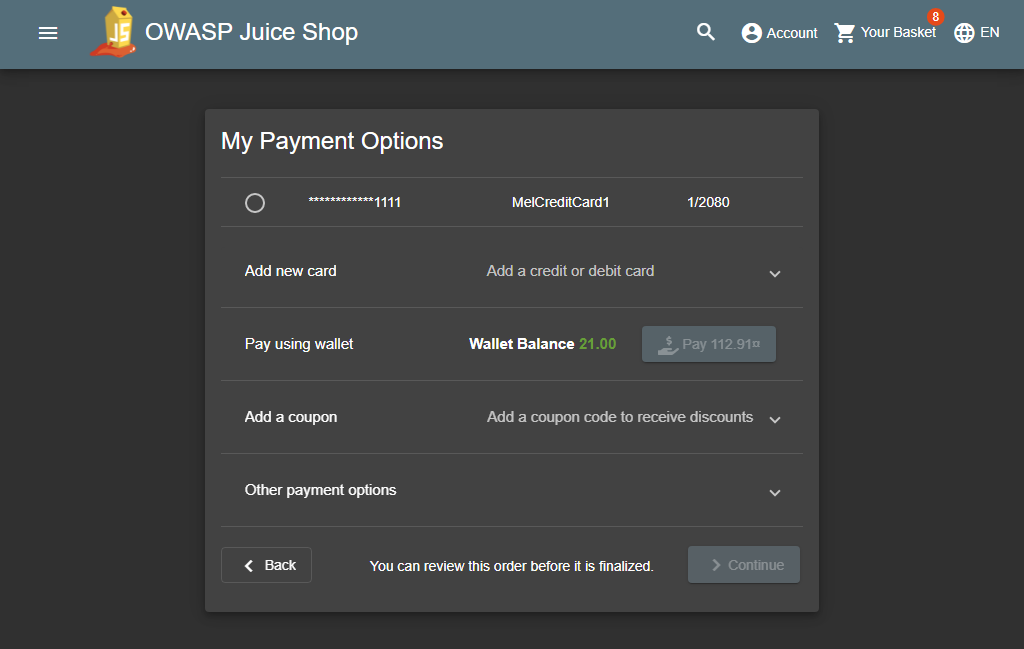 JS OWASP Juice Shop Account Your Basket 8 EN
My Payment Options
************1111 MelCreditCard1 1/2080
Add new card Add a credit or debit card
Pay using wallet Wallet Balance 21.00 $ Pay 112.91¤
Add a coupon Add a coupon code to receive discounts
Other payment options
Back You can review this order before it is finalized. Continue